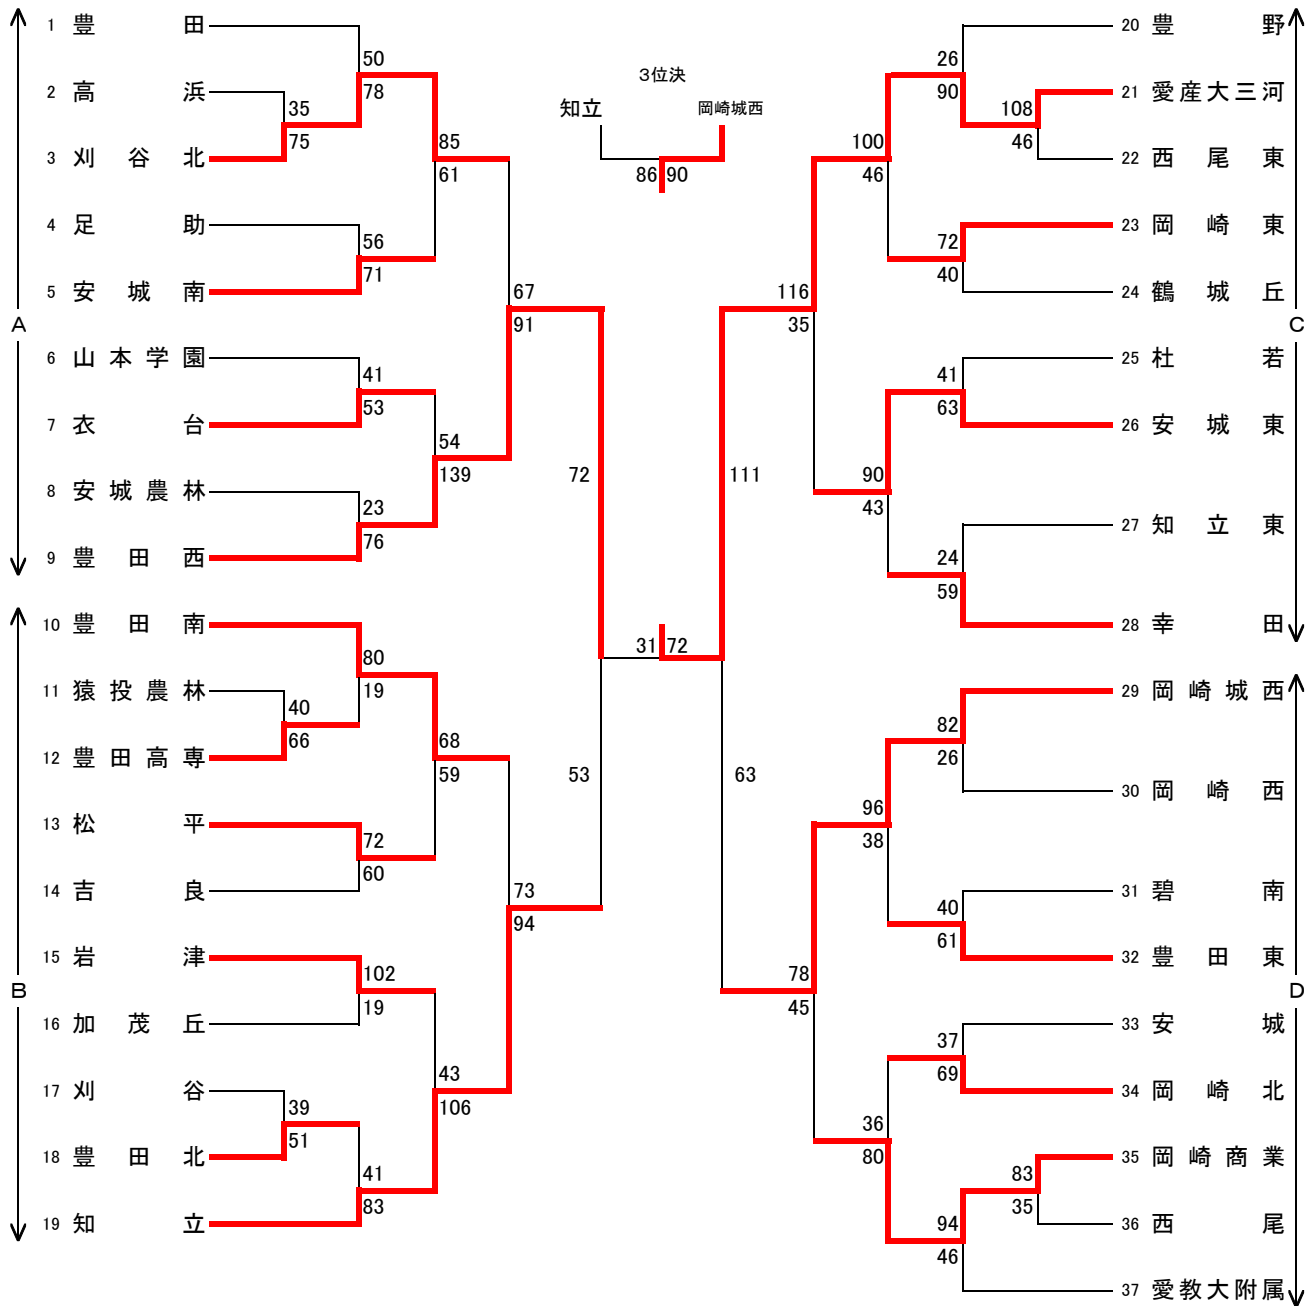 1 豊田
50
78
2 高浜
35
75
3 刈谷北
85
61
4 足助
56
71
5 安城南
67
91
A
6 山本学園
41
53
7 衣台
54
139
8 安城農林
23
76
9 豊田西
72
10 豊田南
80
19
11 猿投農林
40
66
12 豊田高専
68
59
13 松平
72
60
14 吉良
73
94
53
15 岩津
102
19
B
16 加茂丘
43
106
17 刈谷
39
51
18 豊田北
41
83
19 知立
3位決
知立
岡崎城西
86 90
31 72
20 豊野
26
90
21 愛産大三河
108
46
22 西尾東
100
46
23 岡崎東
72
40
24 鶴城丘
116
35
C
25 杜若
41
63
26 安城東
90
43
111
27 知立東
24
59
28 幸田
29 岡崎城西
82
26
30 岡崎西
63
96
38
31 碧南
40
61
32 豊田東
78
45
D
33 安城
37
69
34 岡崎北
36
80
35 岡崎商業
83
35
36 西尾
94
46
37 愛教大附属